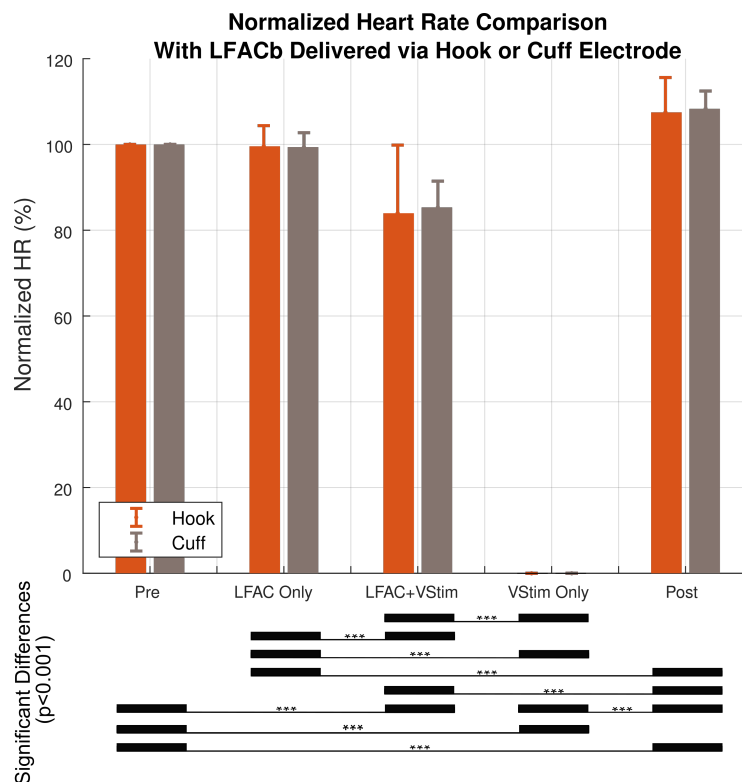 Normalized Heart Rate Comparison
With LFACb Delivered via Hook or Cuff Electrode
Normalized HR (%)
120
100
80
60
40
20
0
Hook
Cuff
Pre
LFAC Only
LFAC+VStim
VStim Only
Post
Significant Differences
(p<0.001)
***
***
***
***
***
*** ***
***
***